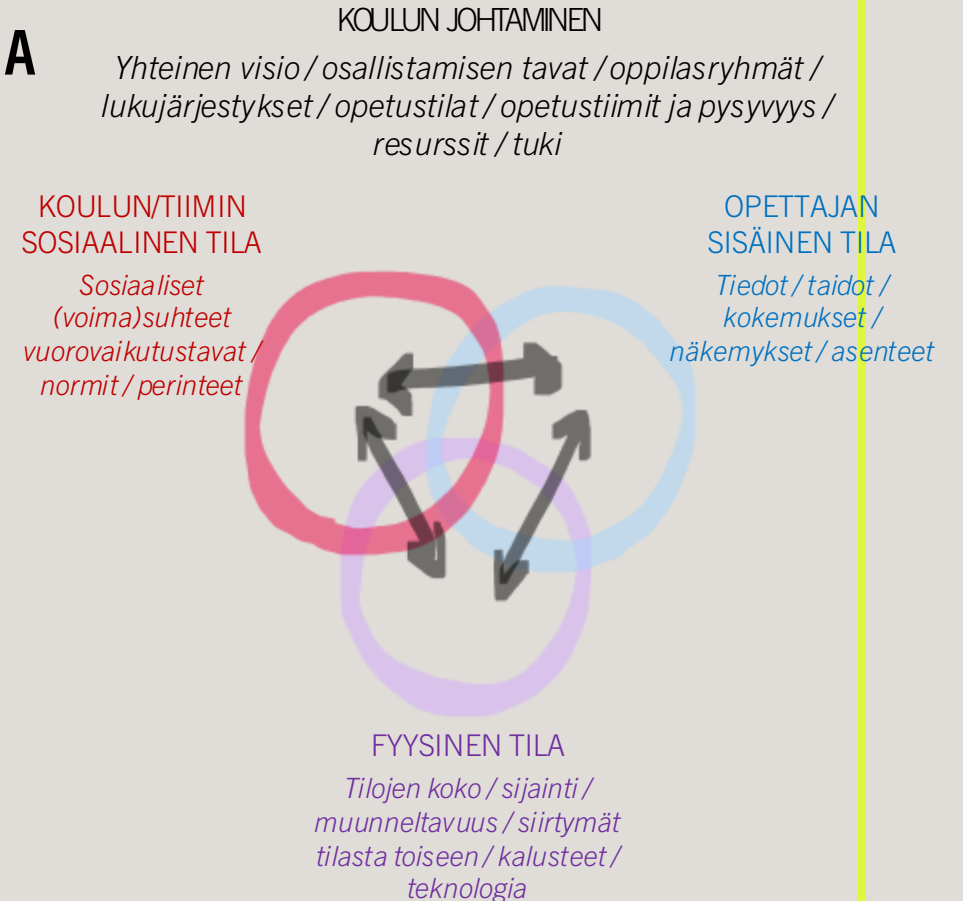 KOULUN JOHTAMINEN
A
Yhteinen visio / osallistamisen tavat / oppilasryhmät /
lukujärjestykset / opetustilat / opetustiimit ja pysyvyys /
resurssit / tuki
KOULUN/TIIMIN
SOSIAALINEN TILA
Sosiaaliset
(voima)suhteet
vuorovaikutustavat /
normit / perinteet
OPETTAJAN
SISÄINEN TILA
Tiedot / taidot /
kokemukset /
näkemykset / asenteet
FYYSINEN TILA
Tilojen koko / sijainti /
muunneltavuus / siirtymät
tilasta toiseen / kalusteet /
teknologia